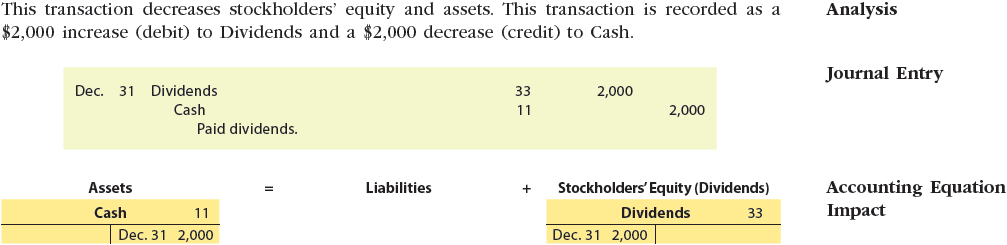 This transaction decreases stockholders' equity and assets. This transaction is recorded as a
$2,000 increase (debit) to Dividends and a $2,000 decrease (credit) to Cash.
Analysis
Journal Entry
Dec. 31 Dividends 33 2,000
Cash 11 2,000
Paid dividends.
Assets = Liabilities + Stockholders' Equity (Dividends)
Accounting Equation
Impact
Cash 11 Dividends 33
Dec. 31 2,000 Dec. 31 2,000